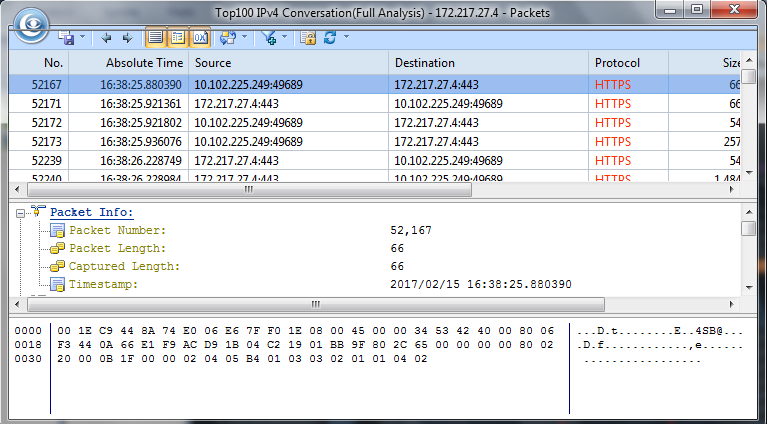 Top100 IPv4 Conversation(Full Analysis) - 172.217.27.4 - Packets
No. Absolute Time Source Destination Protocol Size
52167 16:38:25.880390 10.102.225.249:49689 172.217.27.4:443 HTTPS 66
52171 16:38:25.921361 172.217.27.4:443 10.102.225.249:49689 HTTPS 66
52172 16:38:25.921802 10.102.225.249:49689 172.217.27.4:443 HTTPS 54
52173 16:38:25.936076 10.102.225.249:49689 172.217.27.4:443 HTTPS 257
52239 16:38:26.228749 172.217.27.4:443 10.102.225.249:49689 HTTPS 54
52240 16:38:26.228984 172.217.27.4:443 10.102.225.249:49689 HTTPS 1,484
Packet Info:
Packet Number: 52,167
Packet Length: 66
Captured Length: 66
Timestamp: 2017/02/15 16:38:25.880390
0000 00 1E C9 44 8A 74 E0 06 E6 7F F0 1E 08 00 45 00 00 34 53 42 40 00 80 06 ...D.t........E..4SB@...
0018 F3 44 0A 66 E1 F9 AC D9 1B 04 C2 19 01 BB 9F 80 2C 65 00 00 00 00 80 02 .D.f............,e......
0030 20 00 0B 1F 00 00 02 04 05 B4 01 03 03 02 01 01 04 02 .................